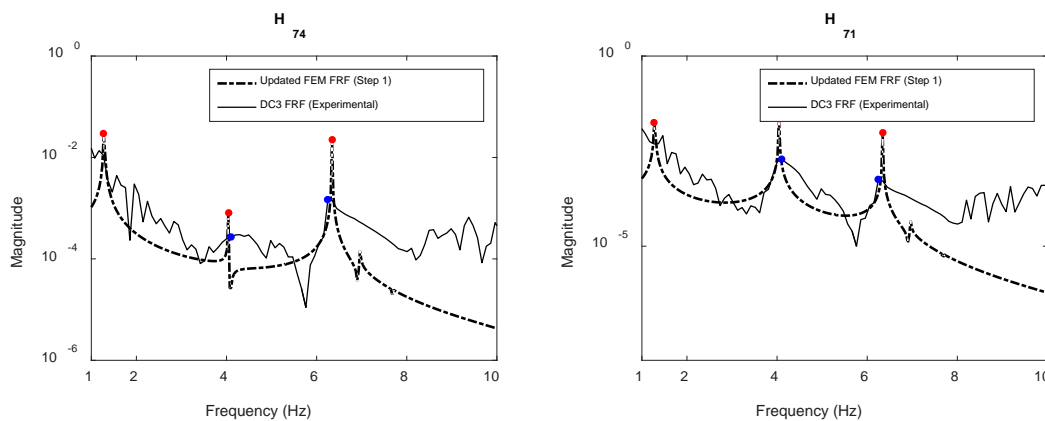 H
74
10 0
10 -2
10 -4
10 -6
Magnitude
Updated FEM FRF (Step 1)
DC3 FRF (Experimental)
1 2 4 6 8 10
Frequency (Hz)
H
71
10 0
10 -5
Magnitude
Updated FEM FRF (Step 1)
DC3 FRF (Experimental)
1 2 4 6 8 10
Frequency (Hz)